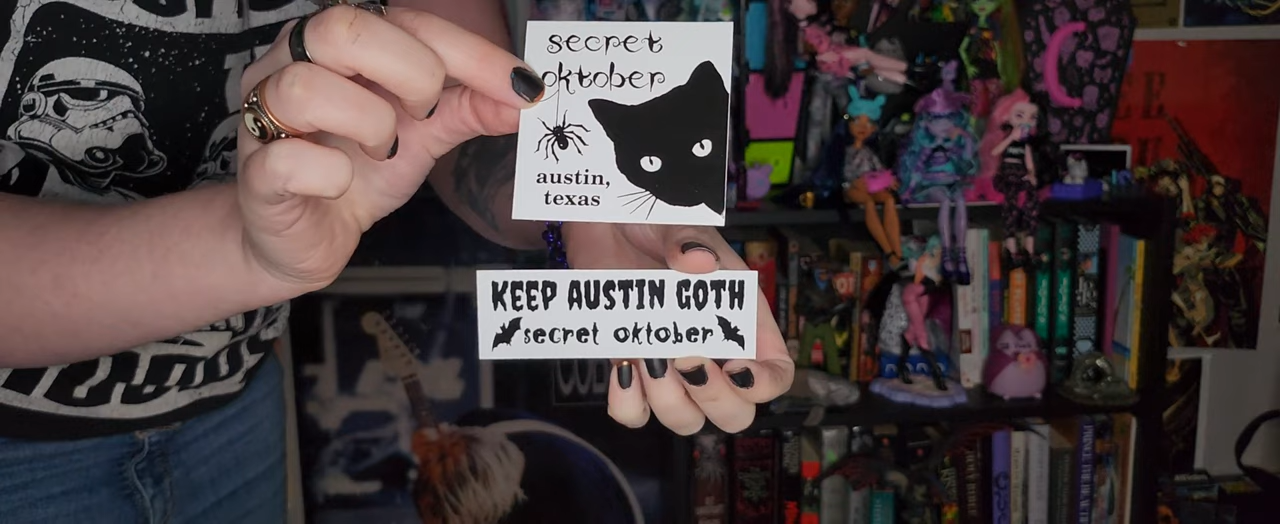 secret
oktober
austin,
texas
KEEP AUSTIN GOTH
secret oktober